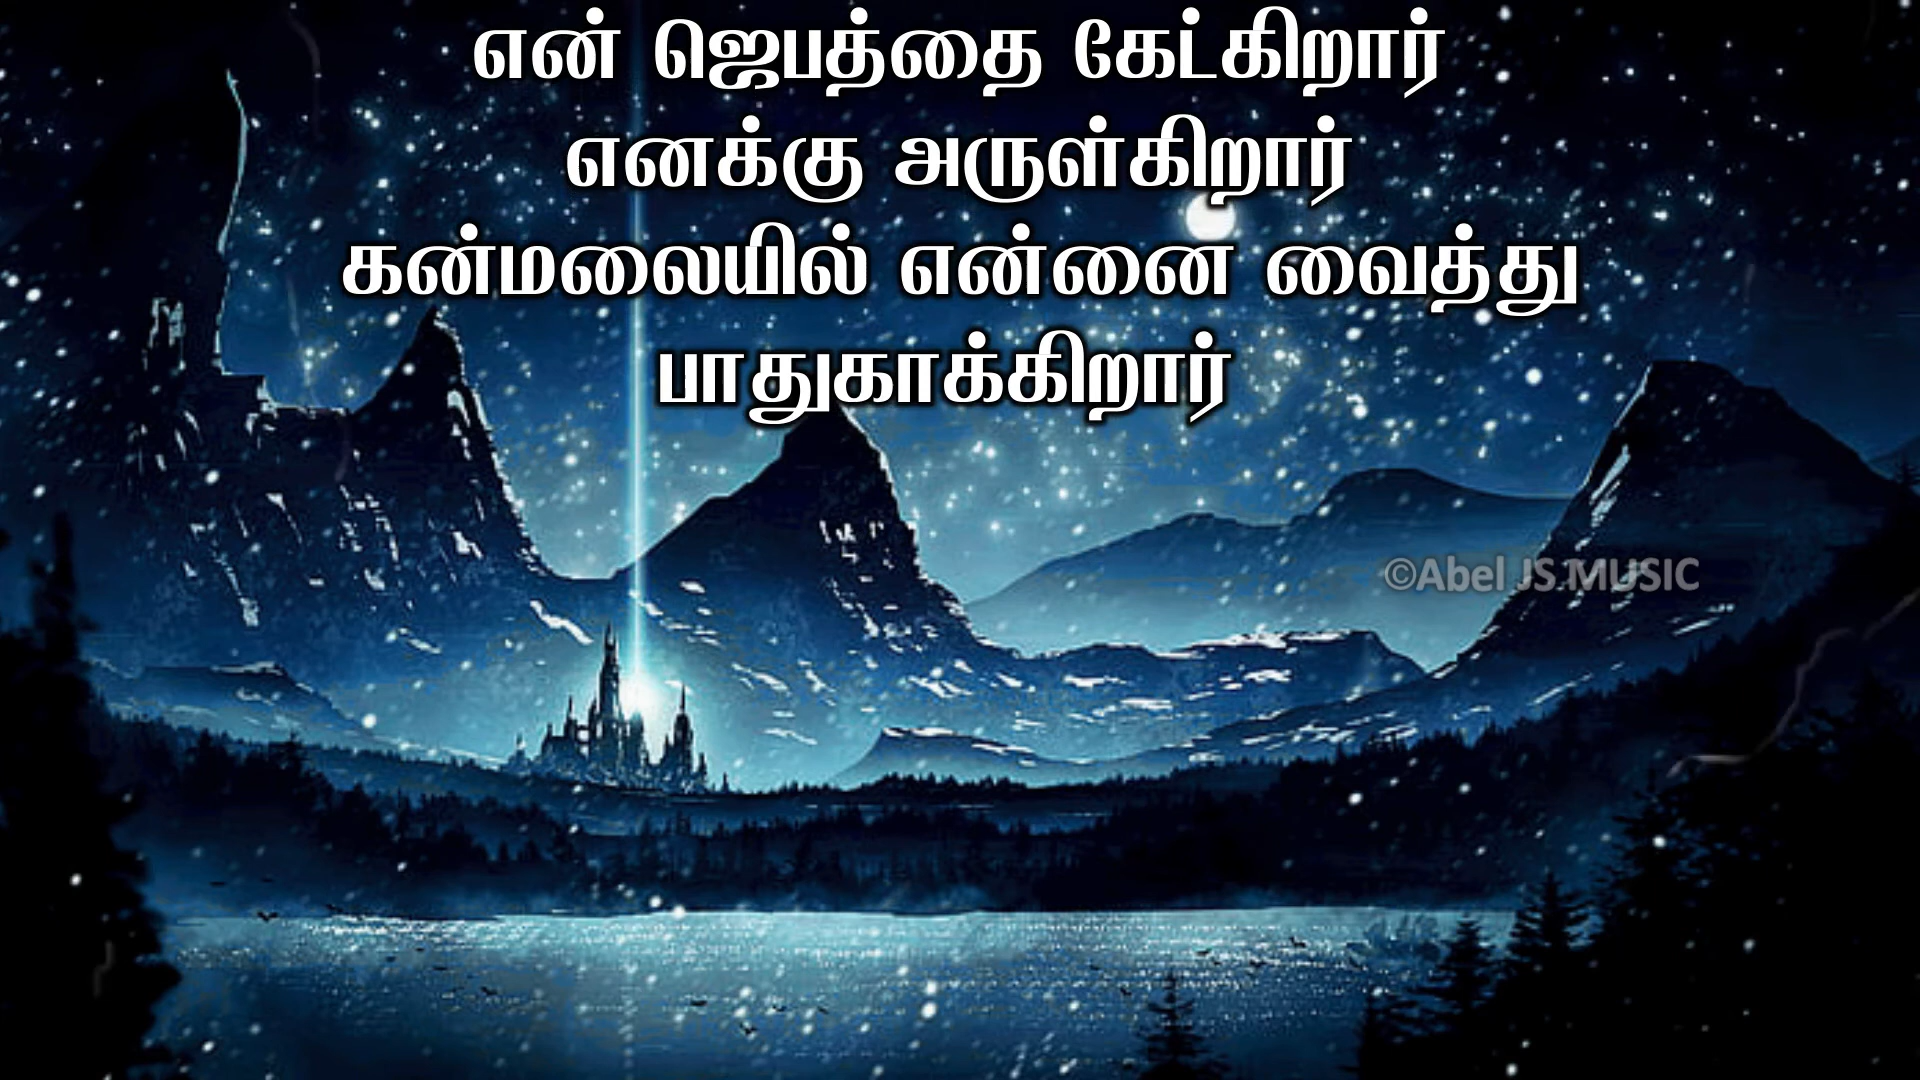 என் ஜெபத்தை கேட்கிறார்
எனக்கு அருள்கிறார்
கன்மலையில் என்னை வைத்து
பாதுகாக்கிறார்
©Abel JS MUSIC